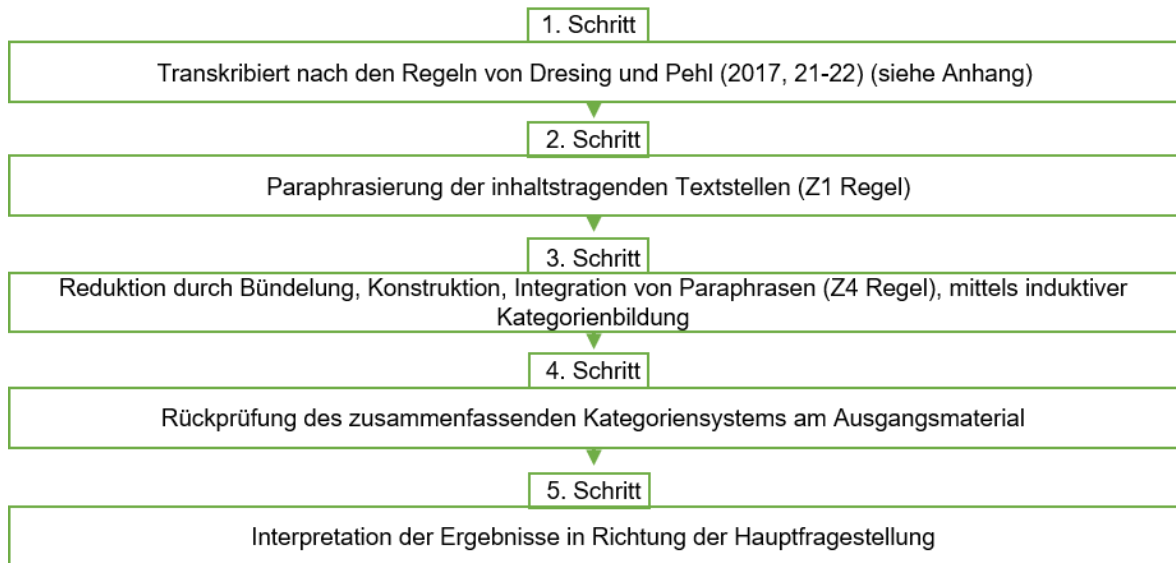 1. Schritt
Transkribiert nach den Regeln von Dresing und Pehl (2017, 21-22) (siehe Anhang)
2. Schritt
Paraphrasierung der inhaltstragenden Textstellen (Z1 Regel)
3. Schritt
Reduktion durch Bündelung, Konstruktion, Integration von Paraphrasen (Z4 Regel), mittels induktiver
Kategorienbildung
4. Schritt
Rückprüfung des zusammenfassenden Kategoriensystems am Ausgangsmaterial
5. Schritt
Interpretation der Ergebnisse in Richtung der Hauptfragestellung